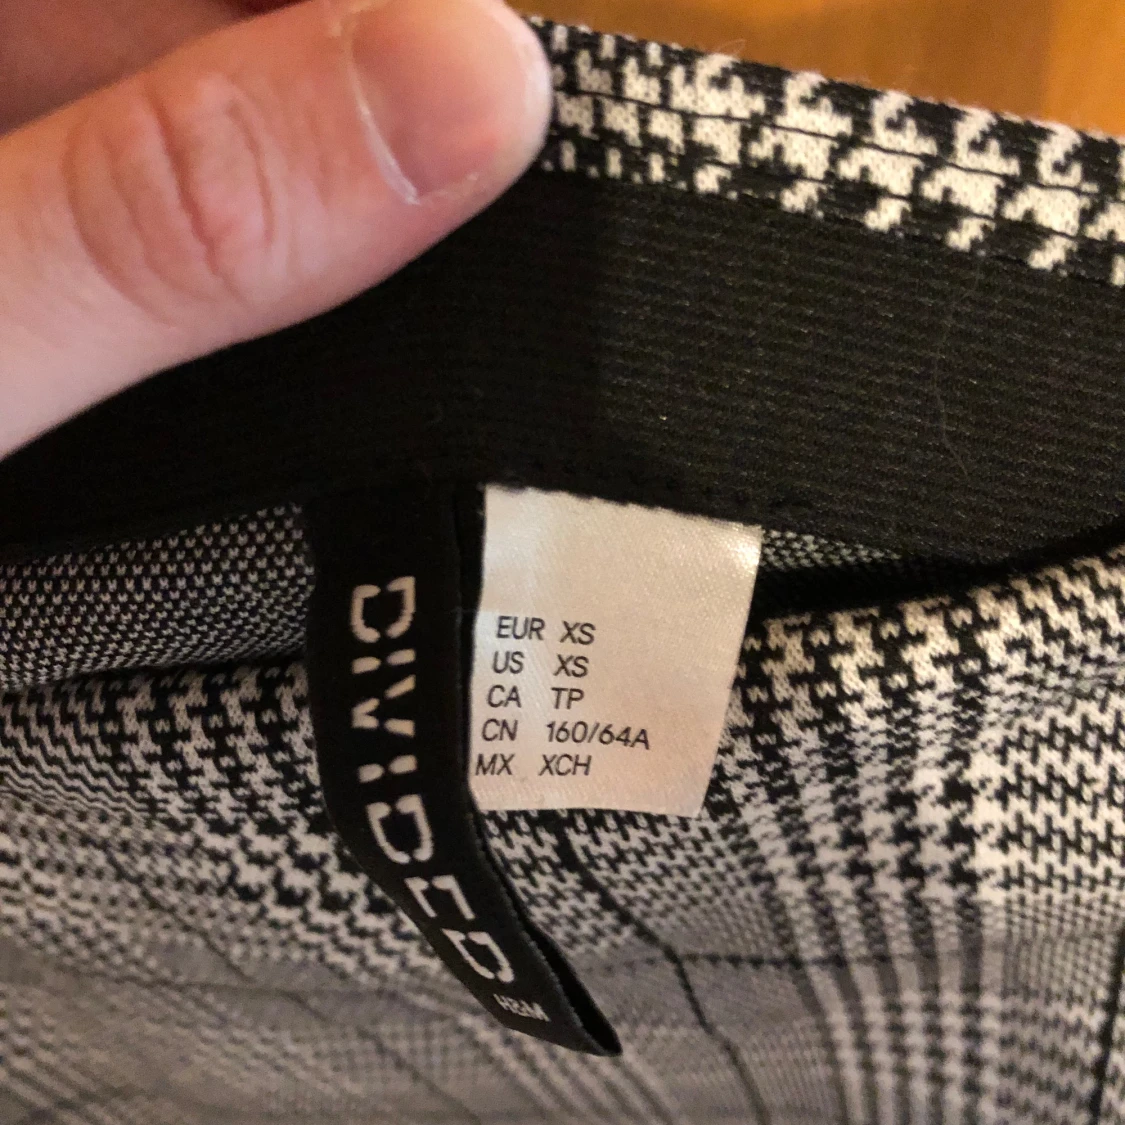 DIVIDED
H&M
EUR XS
US XS
CA TP
CN 160/64A
MX XCH